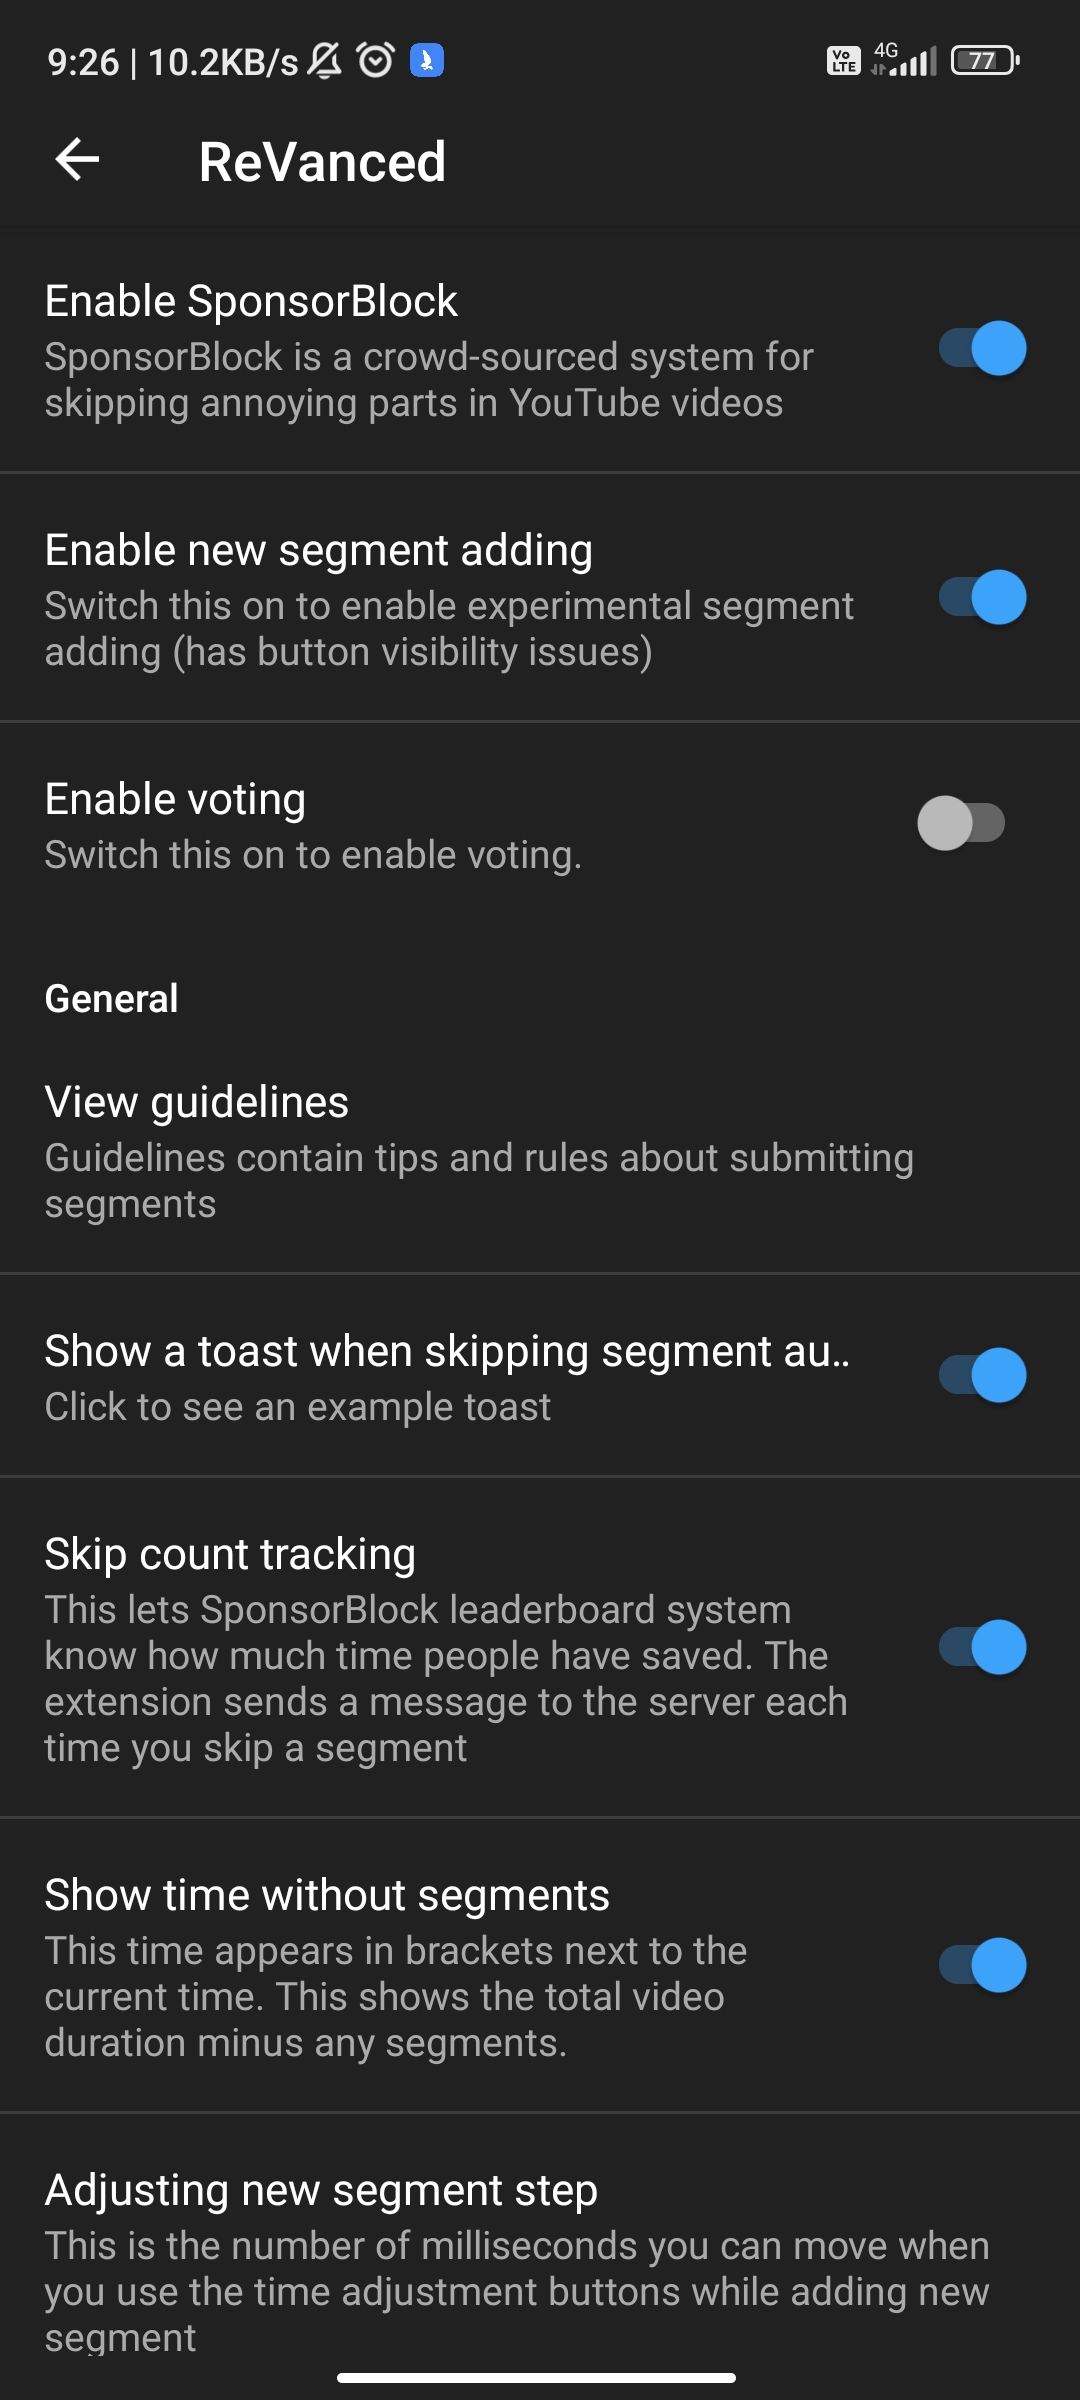 9:26 | 10.2KB/s
Vo LTE 4G 77
ReVanced
Enable SponsorBlock
SponsorBlock is a crowd-sourced system for
skipping annoying parts in YouTube videos
Enable new segment adding
Switch this on to enable experimental segment
adding (has button visibility issues)
Enable voting
Switch this on to enable voting.
General
View guidelines
Guidelines contain tips and rules about submitting
segments
Show a toast when skipping segment au..
Click to see an example toast
Skip count tracking
This lets SponsorBlock leaderboard system
know how much time people have saved. The
extension sends a message to the server each
time you skip a segment
Show time without segments
This time appears in brackets next to the
current time. This shows the total video
duration minus any segments.
Adjusting new segment step
This is the number of milliseconds you can move when
you use the time adjustment buttons while adding new
segment